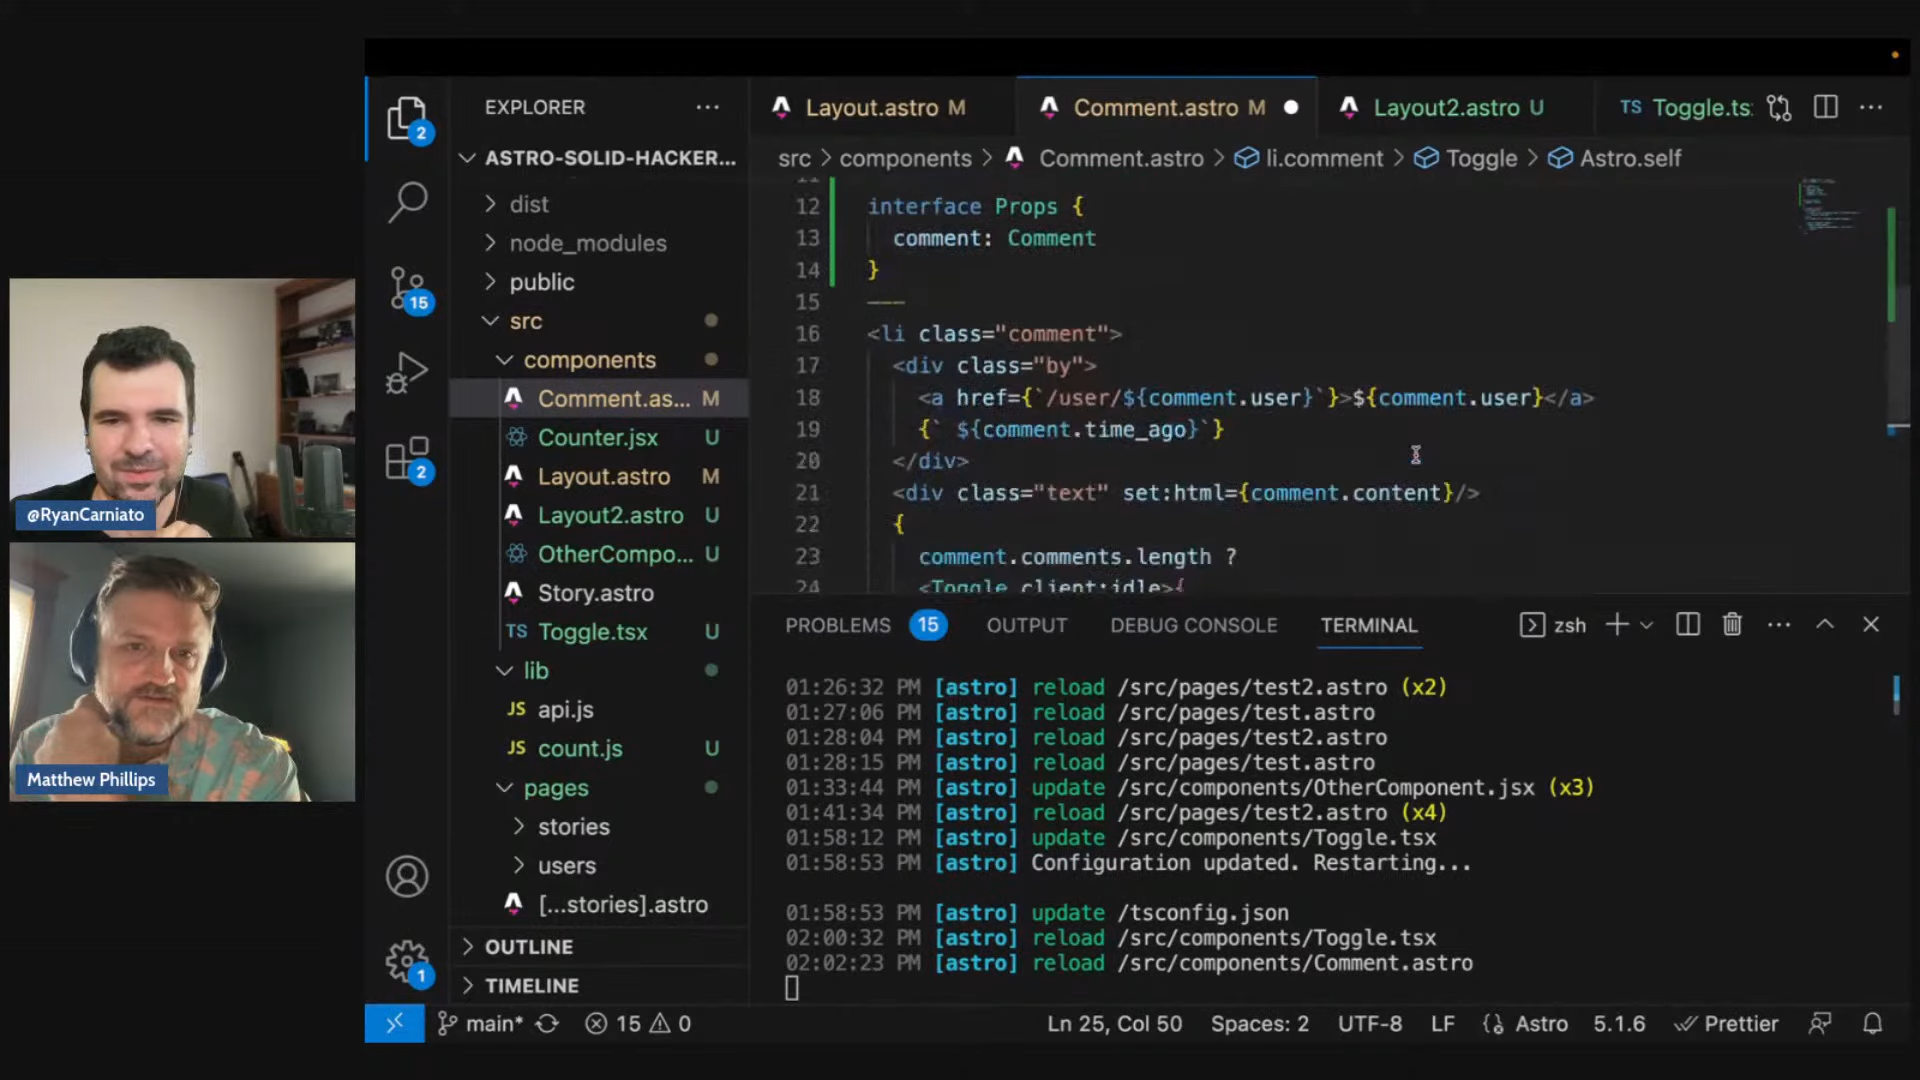 @RyanCarniato
Matthew Phillips
EXPLORER
ASTRO-SOLID-HACKER...
dist
node_modules
public
src
components
Comment.as... M
Counter.jsx U
Layout.astro M
Layout2.astro U
OtherCompo... U
Story.astro
TS Toggle.tsx U
lib
JS api.js
JS count.js U
pages
stories
users
[...stories].astro
OUTLINE
TIMELINE
2
15
2
1
Layout.astro M
Comment.astro M
Layout2.astro U
TS Toggle.ts
src > components > Comment.astro > li.comment > Toggle > Astro.self
12 interface Props {
13 comment: Comment
14 }
15 ---
16 <li class="comment">
17 <div class="by">
18 <a href={`/user/${comment.user}`}>${comment.user}</a>
19 {` ${comment.time_ago}`}
20 </div>
21 <div class="text" set:html={comment.content}/>
22 {
23 comment.comments.length ?
24 <Toggle client:idle>{
PROBLEMS 15 OUTPUT DEBUG CONSOLE TERMINAL zsh
01:26:32 PM [astro] reload /src/pages/test2.astro (x2)
01:27:06 PM [astro] reload /src/pages/test.astro
01:28:04 PM [astro] reload /src/pages/test2.astro
01:28:15 PM [astro] reload /src/pages/test.astro
01:33:44 PM [astro] update /src/components/OtherComponent.jsx (x3)
01:41:34 PM [astro] reload /src/pages/test2.astro (x4)
01:58:12 PM [astro] update /src/components/Toggle.tsx
01:58:53 PM [astro] Configuration updated. Restarting...
01:58:53 PM [astro] update /tsconfig.json
02:00:32 PM [astro] reload /src/components/Toggle.tsx
02:02:23 PM [astro] reload /src/components/Comment.astro
main* 15 0 Ln 25, Col 50 Spaces: 2 UTF-8 LF Astro 5.1.6 Prettier